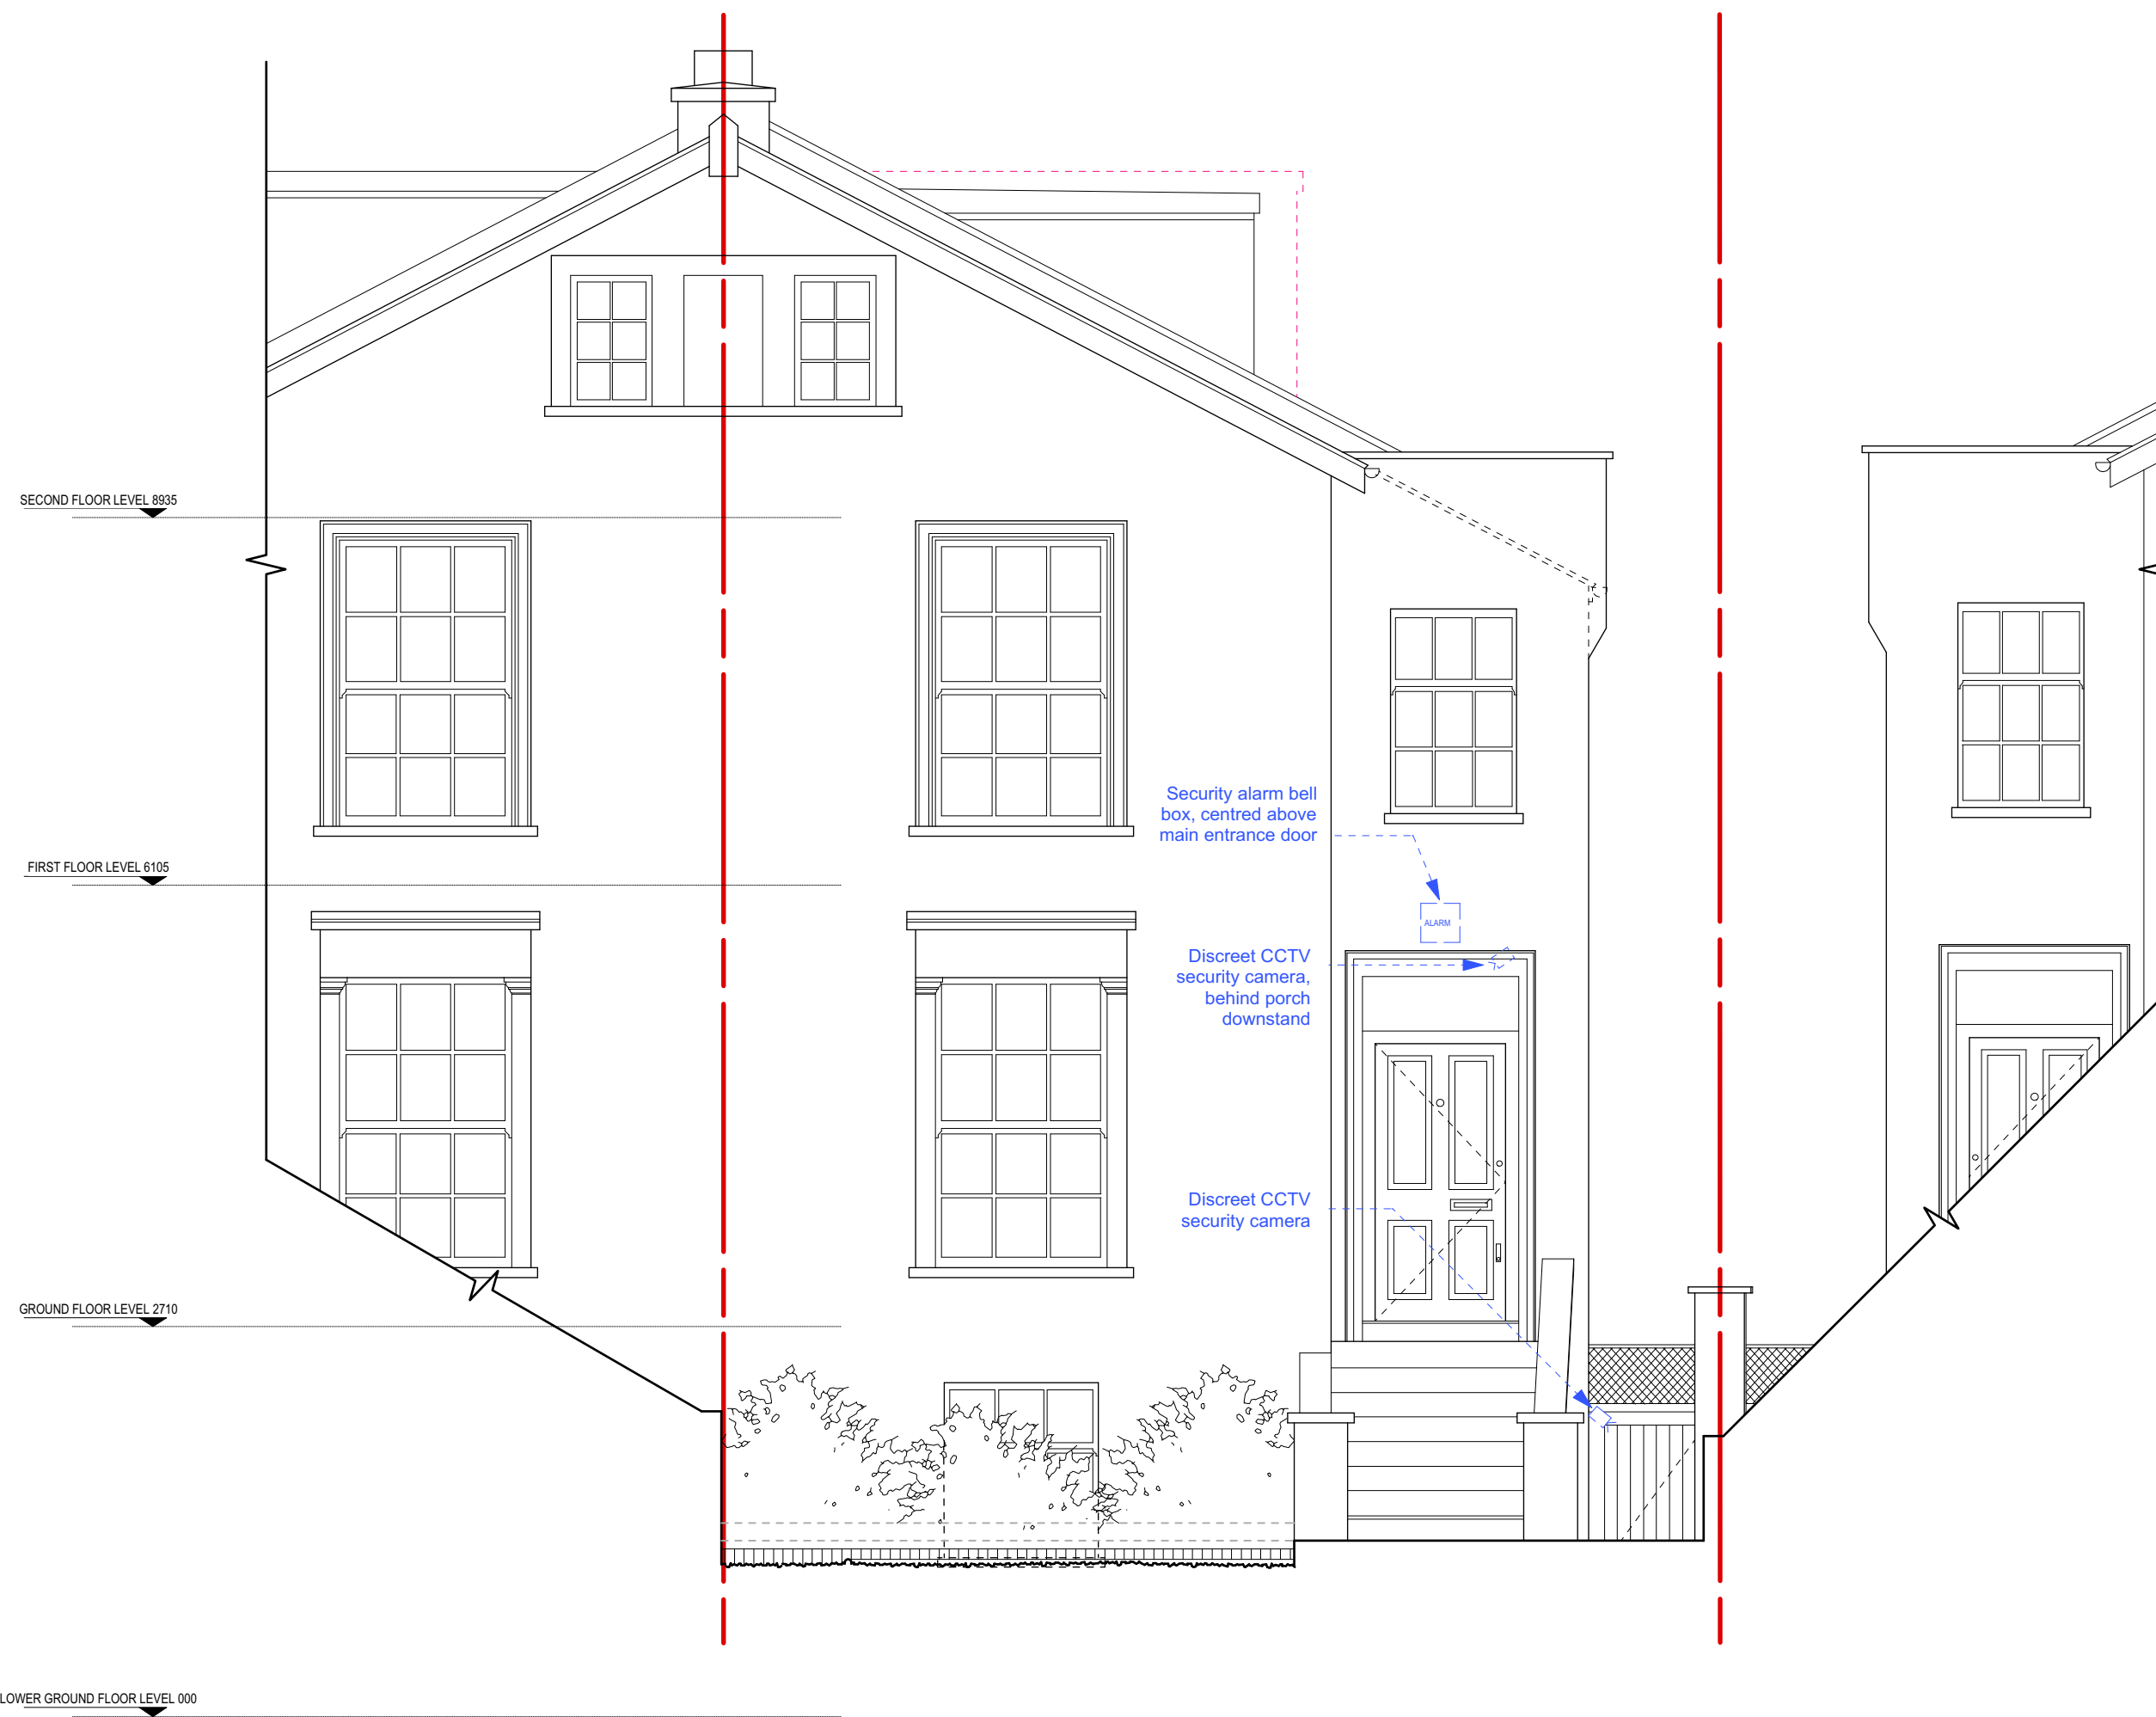 SECOND FLOOR LEVEL 8935
Security alarm bell
box, centred above
main entrance door
FIRST FLOOR LEVEL 6105
ALARM
Discreet CCTV
security camera,
behind porch
downstand
Discreet CCTV
security camera
GROUND FLOOR LEVEL 2710
LOWER GROUND FLOOR LEVEL 000